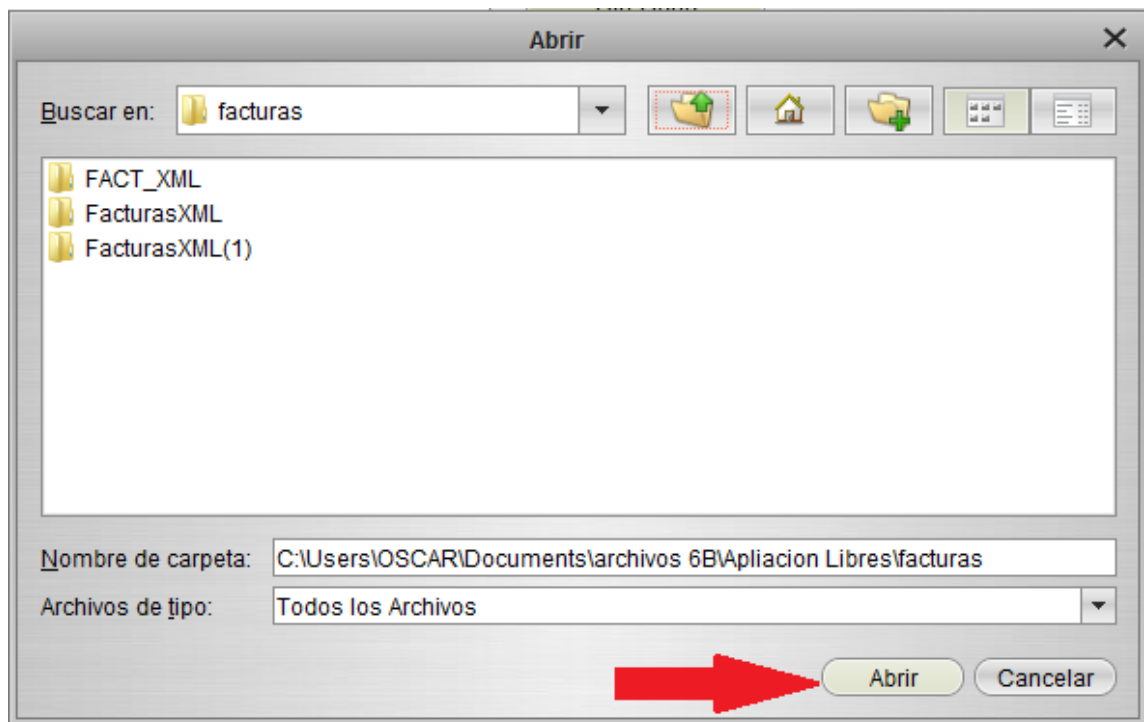 Abrir
Buscar en: facturas
FACT_XML
FacturasXML
FacturasXML(1)
Nombre de carpeta: C:\Users\OSCAR\Documents\archivos 6B\Apliacion Libres\facturas
Archivos de tipo: Todos los Archivos
Abrir Cancelar